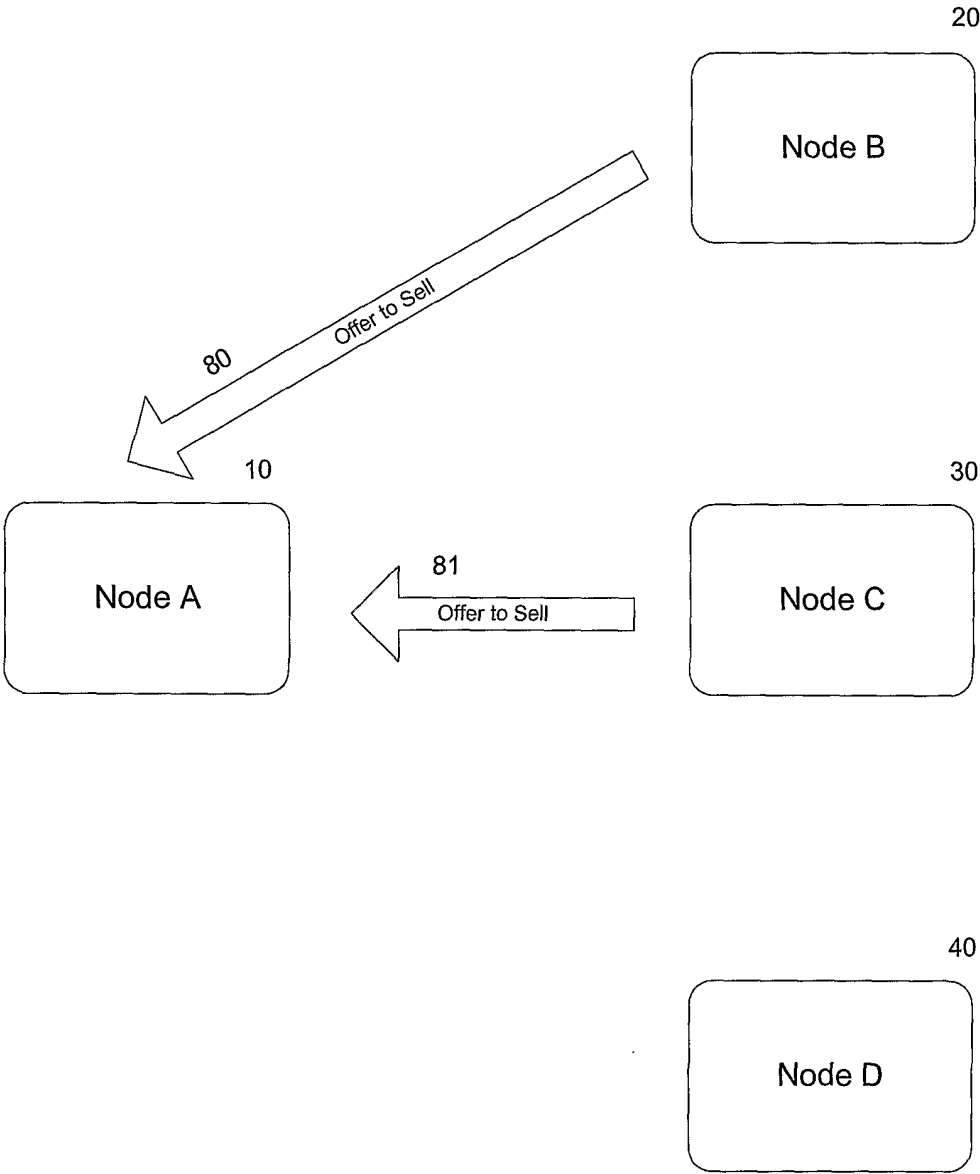 20
Node B
Offer to Sell
80
10
30
Node A
81
Offer to Sell
Node C
40
Node D